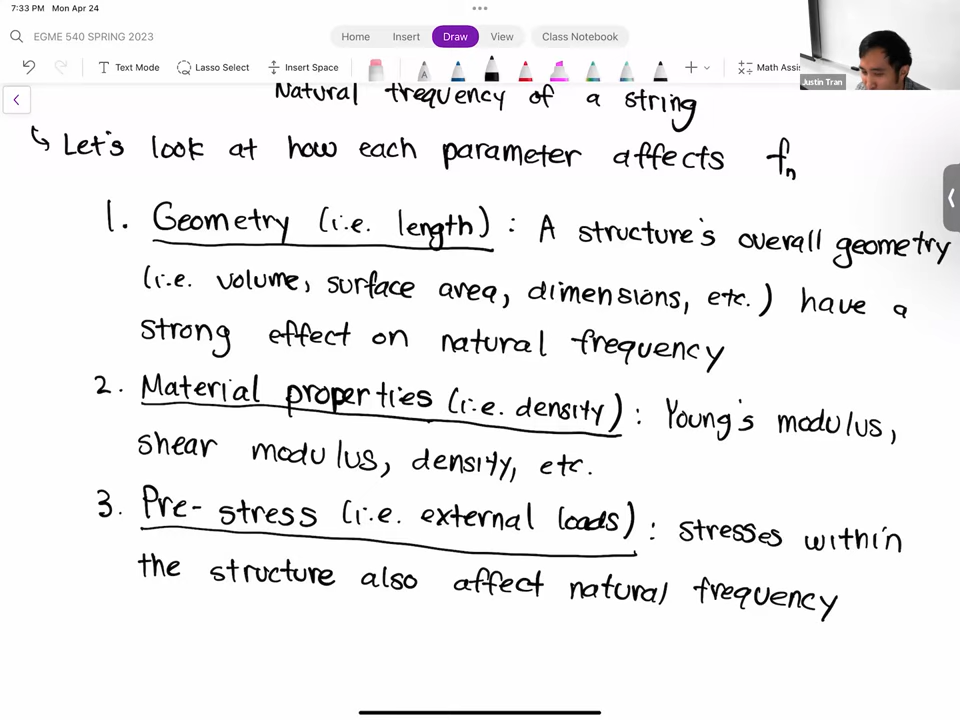 7:33 PM Mon Apr 24
EGME 540 SPRING 2023
Home Insert Draw View Class Notebook
Text Mode Lasso Select Insert Space Math Assis
Justin Tran
Natural frequency of a string
↳ Let's look at how each parameter affects fn
1. Geometry (i.e. length) : A structure's overall geometry
(i.e. volume, surface area, dimensions, etc.) have a
strong effect on natural frequency
2. Material properties (i.e. density) : Young's modulus,
shear modulus, density, etc.
3. Pre-stress (i.e. external loads) : stresses within
the structure also affect natural frequency